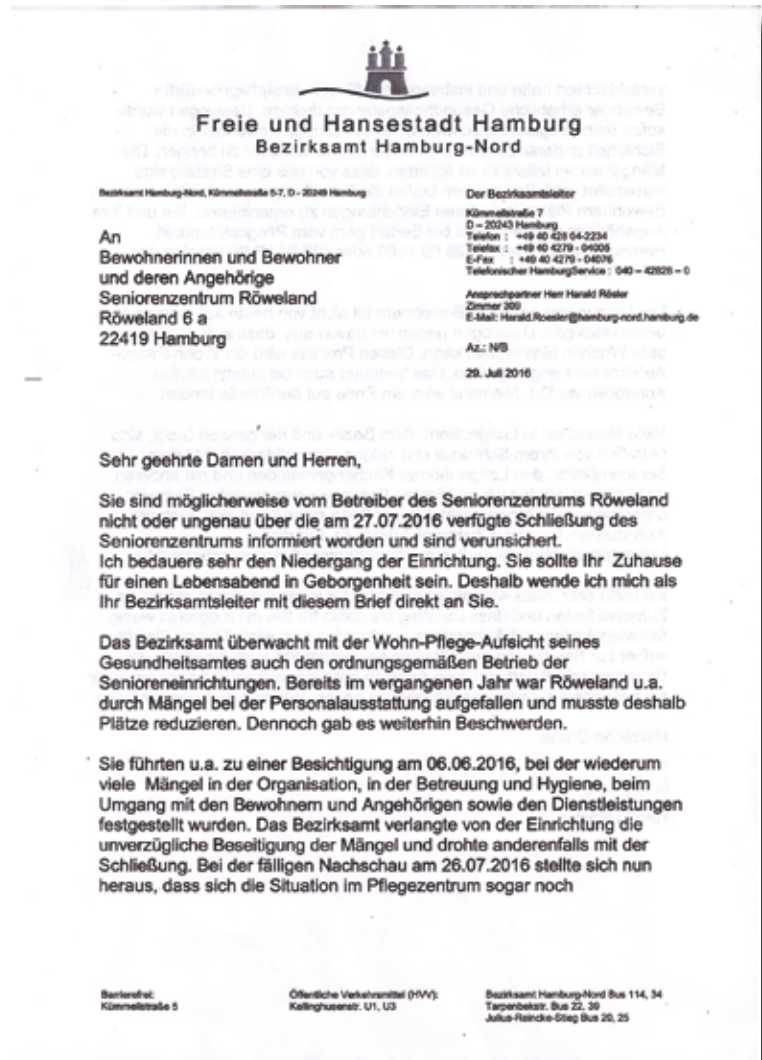 Freie und Hansestadt Hamburg
Bezirksamt Hamburg-Nord
Bezirksamt Hamburg-Nord, Kümmellstraße 5-7, D - 20249 Hamburg
An
Bewohnerinnen und Bewohner
und deren Angehörige
Seniorenzentrum Röweland
Röweland 6 a
22419 Hamburg
Der Bezirksamtsleiter
Kümmellstraße 7
D – 20243 Hamburg
Telefon : +49 40 428 04-2234
Telefax : +49 40 4279 - 04005
E-Fax : +49 40 4279 - 04076
Telefonischer HamburgService : 040 – 42828 – 0
Ansprechpartner Herr Harald Rösler
Zimmer 300
E-Mail: Harald.Roesler@hamburg-nord.hamburg.de
Az.: N/B
29. Juli 2016
Sehr geehrte Damen und Herren,
Sie sind möglicherweise vom Betreiber des Seniorenzentrums Röweland
nicht oder ungenau über die am 27.07.2016 verfügte Schließung des
Seniorenzentrums informiert worden und sind verunsichert.
Ich bedauere sehr den Niedergang der Einrichtung. Sie sollte Ihr Zuhause
für einen Lebensabend in Geborgenheit sein. Deshalb wende ich mich als
Ihr Bezirksamtsleiter mit diesem Brief direkt an Sie.
Das Bezirksamt überwacht mit der Wohn-Pflege-Aufsicht seines
Gesundheitsamtes auch den ordnungsgemäßen Betrieb der
Senioreneinrichtungen. Bereits im vergangenen Jahr war Röweland u.a.
durch Mängel bei der Personalausstattung aufgefallen und musste deshalb
Plätze reduzieren. Dennoch gab es weiterhin Beschwerden.
Sie führten u.a. zu einer Besichtigung am 06.06.2016, bei der wiederum
viele Mängel in der Organisation, in der Betreuung und Hygiene, beim
Umgang mit den Bewohnern und Angehörigen sowie den Dienstleistungen
festgestellt wurden. Das Bezirksamt verlangte von der Einrichtung die
unverzügliche Beseitigung der Mängel und drohte anderenfalls mit der
Schließung. Bei der fälligen Nachschau am 26.07.2016 stellte sich nun
heraus, dass sich die Situation im Pflegezentrum sogar noch
Barrierefrei:
Kümmellstraße 5
Öffentliche Verkehrsmittel (HVV):
Kellinghusenstr. U1, U3
Bezirksamt Hamburg-Nord Bus 114, 34
Tarpenbekstr. Bus 22, 39
Julius-Reincke-Stieg Bus 20, 25